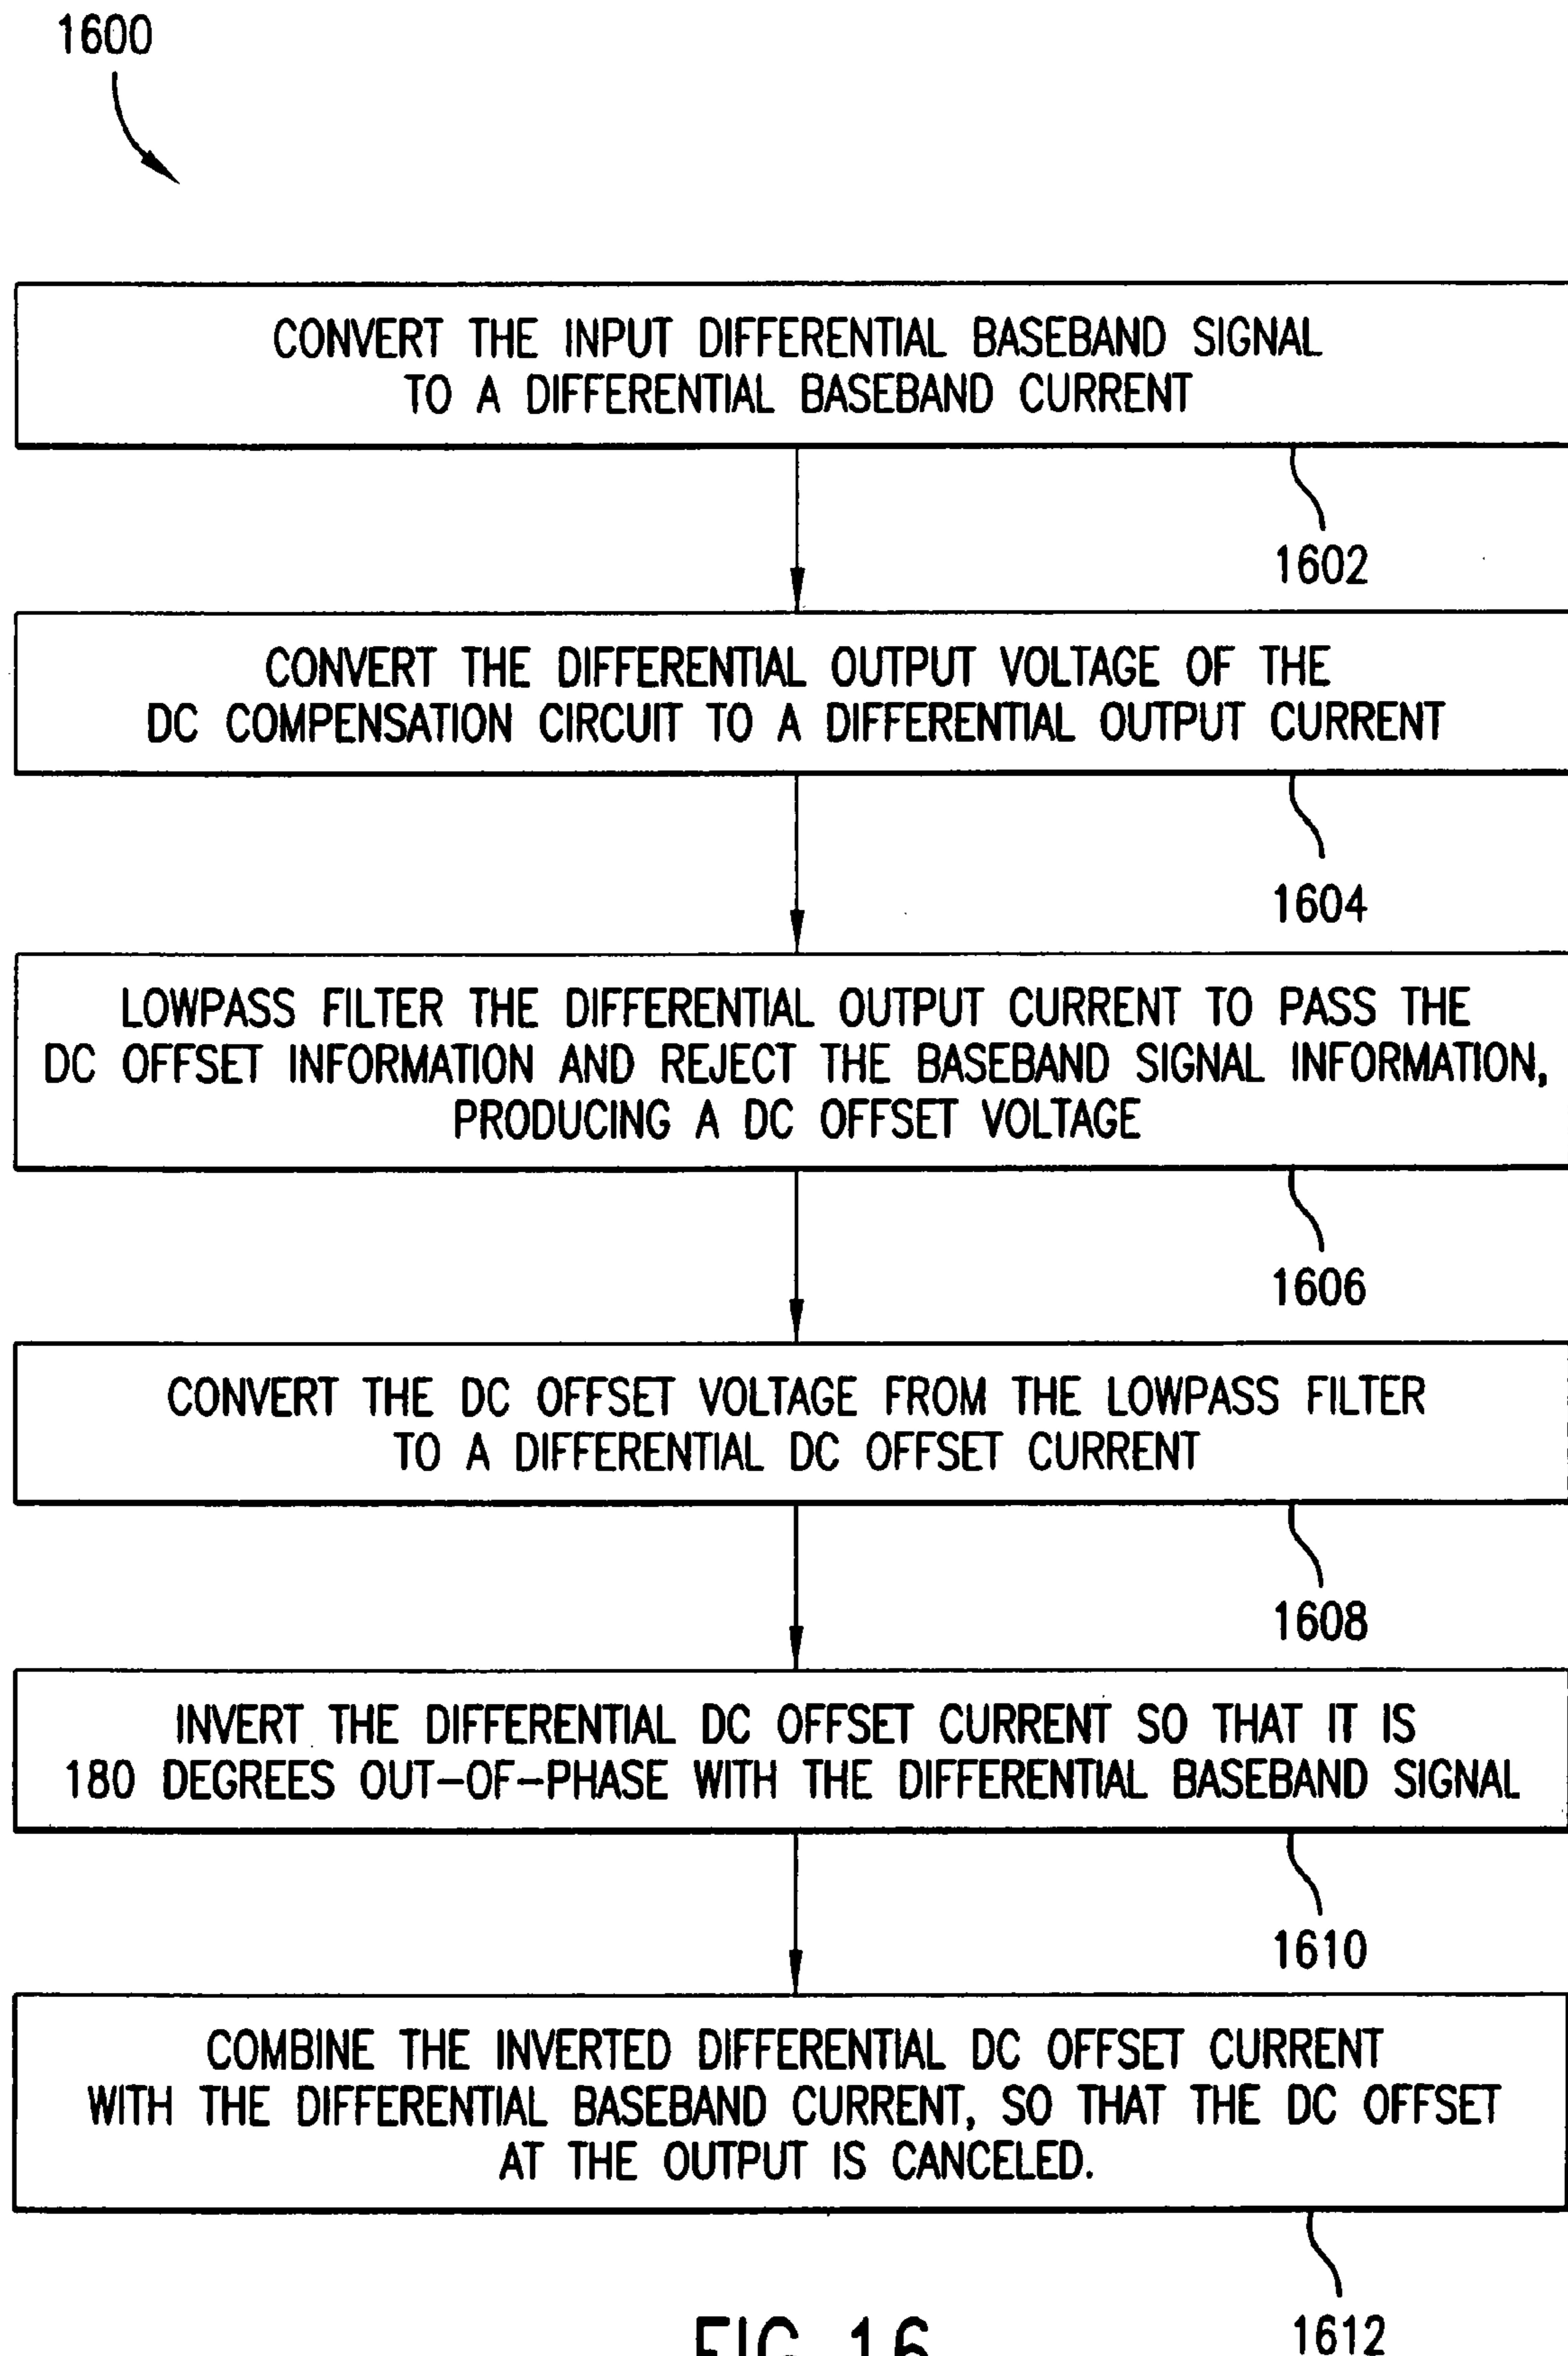 1600
CONVERT THE INPUT DIFFERENTIAL BASEBAND SIGNAL
TO A DIFFERENTIAL BASEBAND CURRENT
1602
CONVERT THE DIFFERENTIAL OUTPUT VOLTAGE OF THE
DC COMPENSATION CIRCUIT TO A DIFFERENTIAL OUTPUT CURRENT
1604
LOWPASS FILTER THE DIFFERENTIAL OUTPUT CURRENT TO PASS THE
DC OFFSET INFORMATION AND REJECT THE BASEBAND SIGNAL INFORMATION,
PRODUCING A DC OFFSET VOLTAGE
1606
CONVERT THE DC OFFSET VOLTAGE FROM THE LOWPASS FILTER
TO A DIFFERENTIAL DC OFFSET CURRENT
1608
INVERT THE DIFFERENTIAL DC OFFSET CURRENT SO THAT IT IS
180 DEGREES OUT-OF-PHASE WITH THE DIFFERENTIAL BASEBAND SIGNAL
1610
COMBINE THE INVERTED DIFFERENTIAL DC OFFSET CURRENT
WITH THE DIFFERENTIAL BASEBAND CURRENT, SO THAT THE DC OFFSET
AT THE OUTPUT IS CANCELED.
1612
FIG. 16